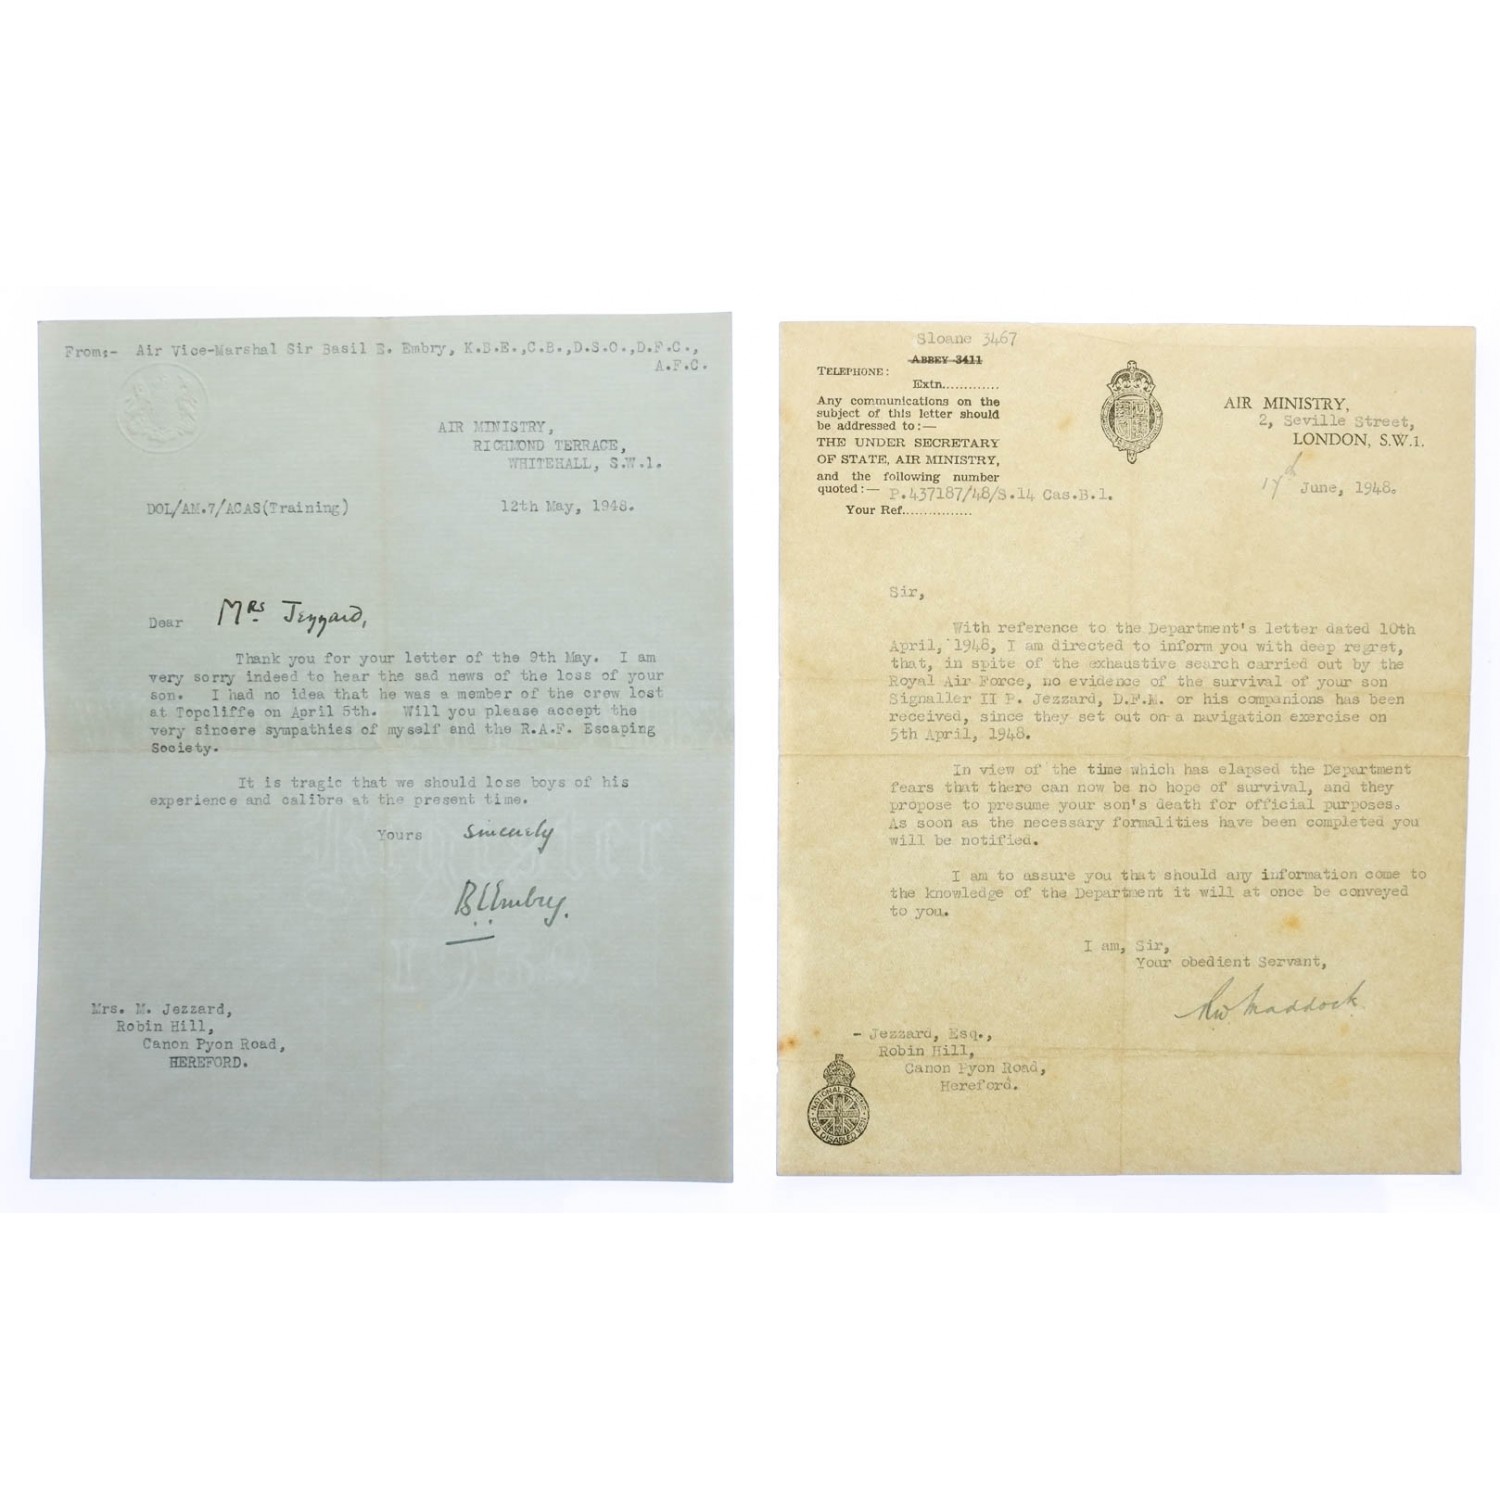 From:- Air Vice-Marshal Sir Basil E. Embry, K.B.E.,C.B.,D.S.O.,D.F.C.,
A.F.C.
AIR MINISTRY,
RICHMOND TERRACE,
WHITEHALL, S.W.1.
DOL/AM.7/ACAS(Training)
12th May, 1948.
Dear Mrs Jezzard,
Thank you for your letter of the 9th May. I am
very sorry indeed to hear the sad news of the loss of your
son. I had no idea that he was a member of the crew lost
at Topcliffe on April 5th. Will you please accept the
very sincere sympathies of myself and the R.A.F. Escaping
Society.
It is tragic that we should lose boys of his
experience and calibre at the present time.
Yours sincerely
B.E. Embry.
Mrs. M. Jezzard,
Robin Hill,
Canon Pyon Road,
HEREFORD.
Sloane 3467
ABBEY 3411
TELEPHONE:
Extn.............
Any communications on the
subject of this letter should
be addressed to:—
THE UNDER SECRETARY
OF STATE, AIR MINISTRY,
and the following number
quoted:— P.437187/48/S.14 Cas.B.1.
Your Ref................
AIR MINISTRY,
2, Seville Street,
LONDON, S.W.1.
17th June, 1948.
Sir,
With reference to the Department's letter dated 10th
April, 1948, I am directed to inform you with deep regret,
that, in spite of the exhaustive search carried out by the
Royal Air Force, no evidence of the survival of your son
Signaller II P. Jezzard, D.F.M. or his companions has been
received, since they set out on a navigation exercise on
5th April, 1948.
In view of the time which has elapsed the Department
fears that there can now be no hope of survival, and they
propose to presume your son's death for official purposes.
As soon as the necessary formalities have been completed you
will be notified.
I am to assure you that should any information come to
the knowledge of the Department it will at once be conveyed
to you.
I am, Sir,
Your obedient Servant,
Maddock
- Jezzard, Esq.,
Robin Hill,
Canon Pyon Road,
Hereford.
NATIONAL SCHEME
FOR DISABLED MEN